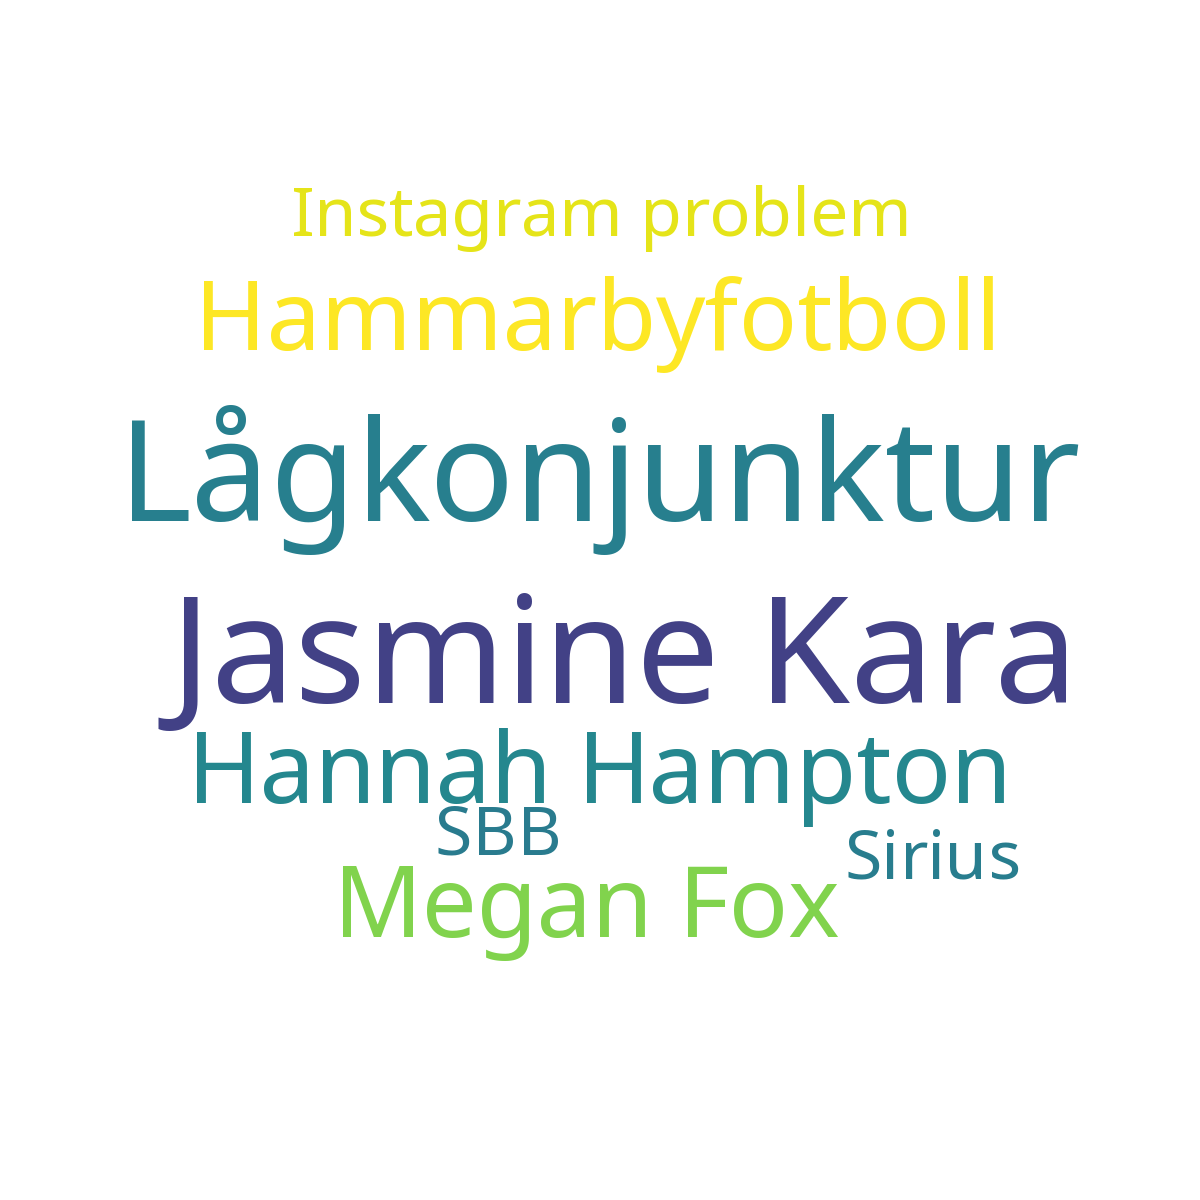 Instagram problem
Hammarbyfotboll
Lågkonjunktur
Jasmine Kara
Hannah Hampton
SBB
Sirius
Megan Fox